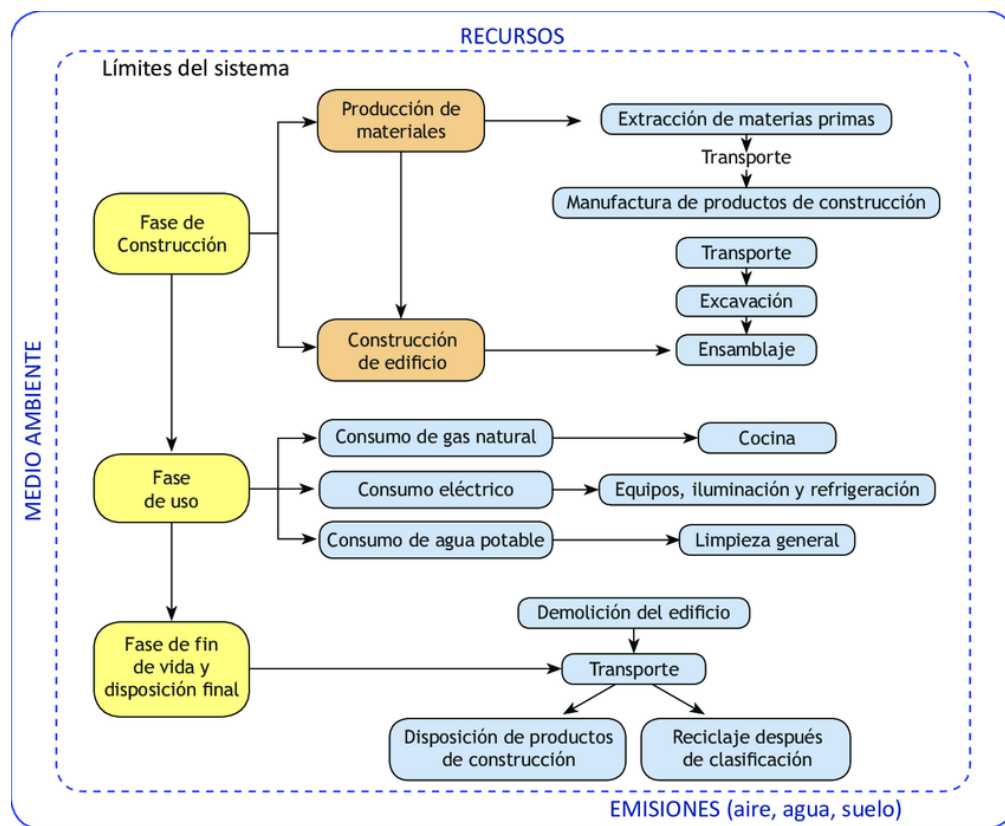 RECURSOS
Límites del sistema
Producción de
materiales
Extracción de materias primas
Transporte
Manufactura de productos de construcción
Fase de
Construcción
Transporte
Excavación
Construcción
de edificio
Ensamblaje
MEDIO AMBIENTE
Consumo de gas natural
Cocina
Fase
de uso
Consumo eléctrico
Equipos, iluminación y refrigeración
Consumo de agua potable
Limpieza general
Demolición del edificio
Fase de fin
de vida y
disposición final
Transporte
Disposición de productos
de construcción
Reciclaje después
de clasificación
EMISIONES (aire, agua, suelo)